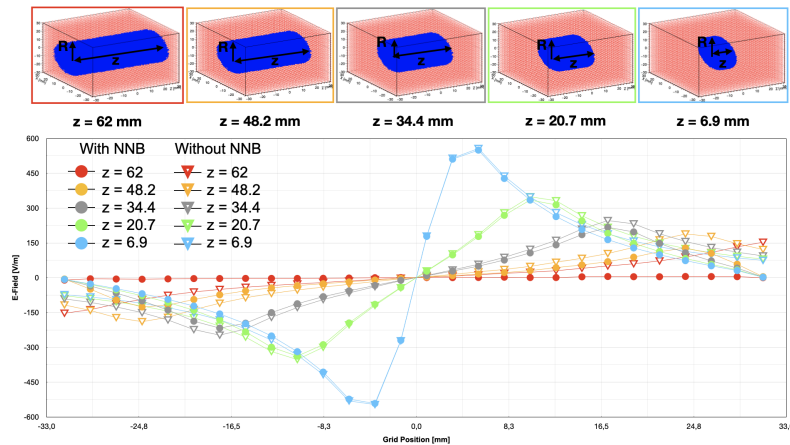 R z
R z
R z
R z
R z
z = 62 mm
z = 48.2 mm
z = 34.4 mm
z = 20.7 mm
z = 6.9 mm
With NNB Without NNB
z = 62 z = 62
z = 48.2 z = 48.2
z = 34.4 z = 34.4
z = 20.7 z = 20.7
z = 6.9 z = 6.9
600
450
300
150
0
-150
-300
-450
-600
E-Field [V/m]
-33,0 -24,8 -16,5 -8,3 0,0 8,3 16,5 24,8 33,0
Grid Position [mm]